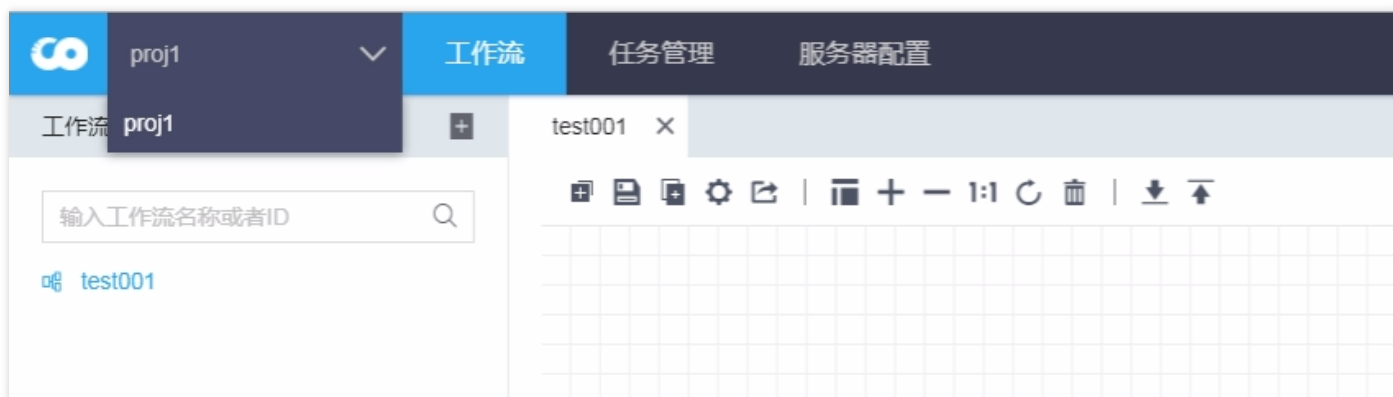 proj1 工作流 任务管理 服务器配置
工作流 proj1 test001
输入工作流名称或者ID 1:1
test001